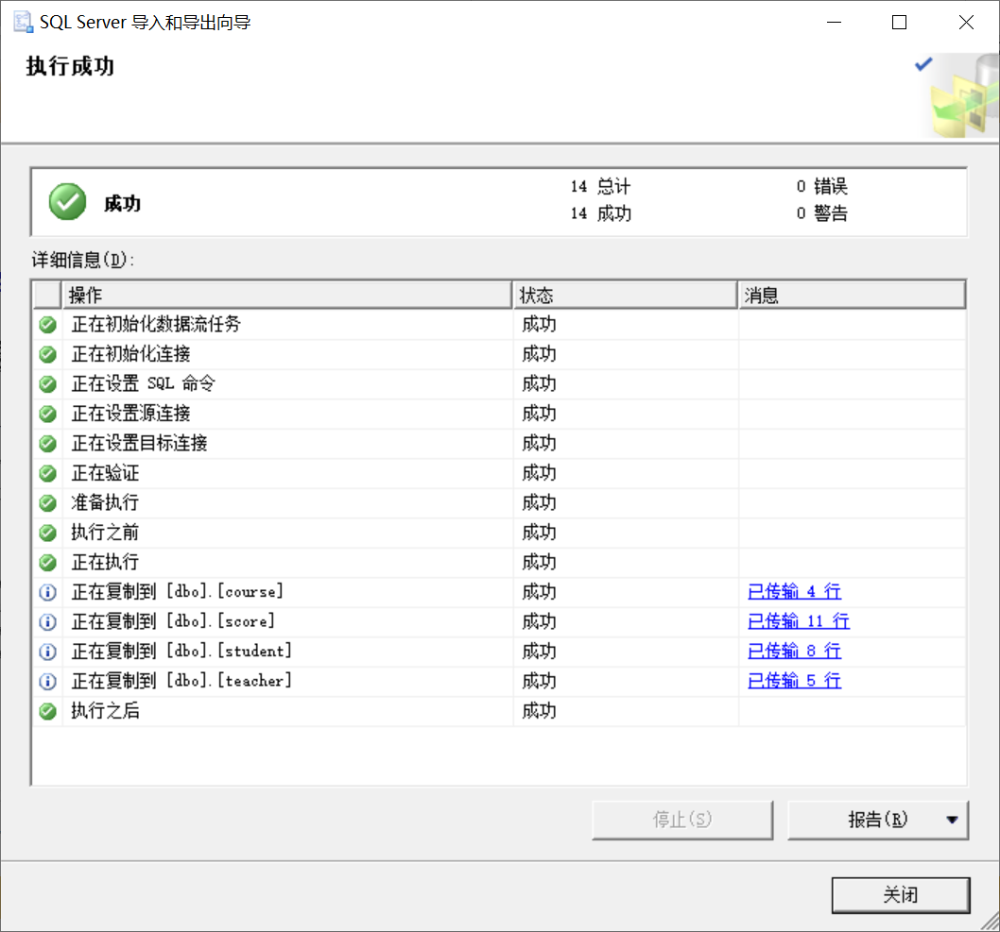 SQL Server 导入和导出向导
执行成功
成功
14 总计
0 错误
14 成功
0 警告
详细信息(D):
操作 状态 消息
正在初始化数据流任务 成功
正在初始化连接 成功
正在设置 SQL 命令 成功
正在设置源连接 成功
正在设置目标连接 成功
正在验证 成功
准备执行 成功
执行之前 成功
正在执行 成功
正在复制到 [dbo].[course] 成功 已传输 4 行
正在复制到 [dbo].[score] 成功 已传输 11 行
正在复制到 [dbo].[student] 成功 已传输 8 行
正在复制到 [dbo].[teacher] 成功 已传输 5 行
执行之后 成功
停止(S) 报告(R)
关闭